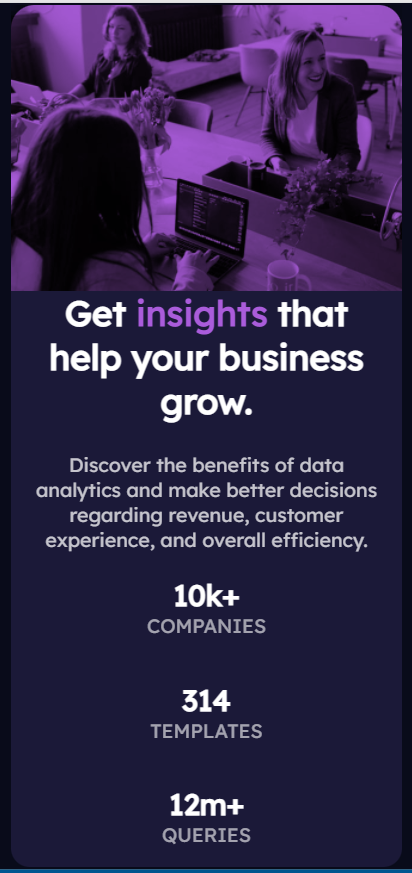 Get insights that
help your business
grow.
Discover the benefits of data
analytics and make better decisions
regarding revenue, customer
experience, and overall efficiency.
10k+
COMPANIES
314
TEMPLATES
12m+
QUERIES